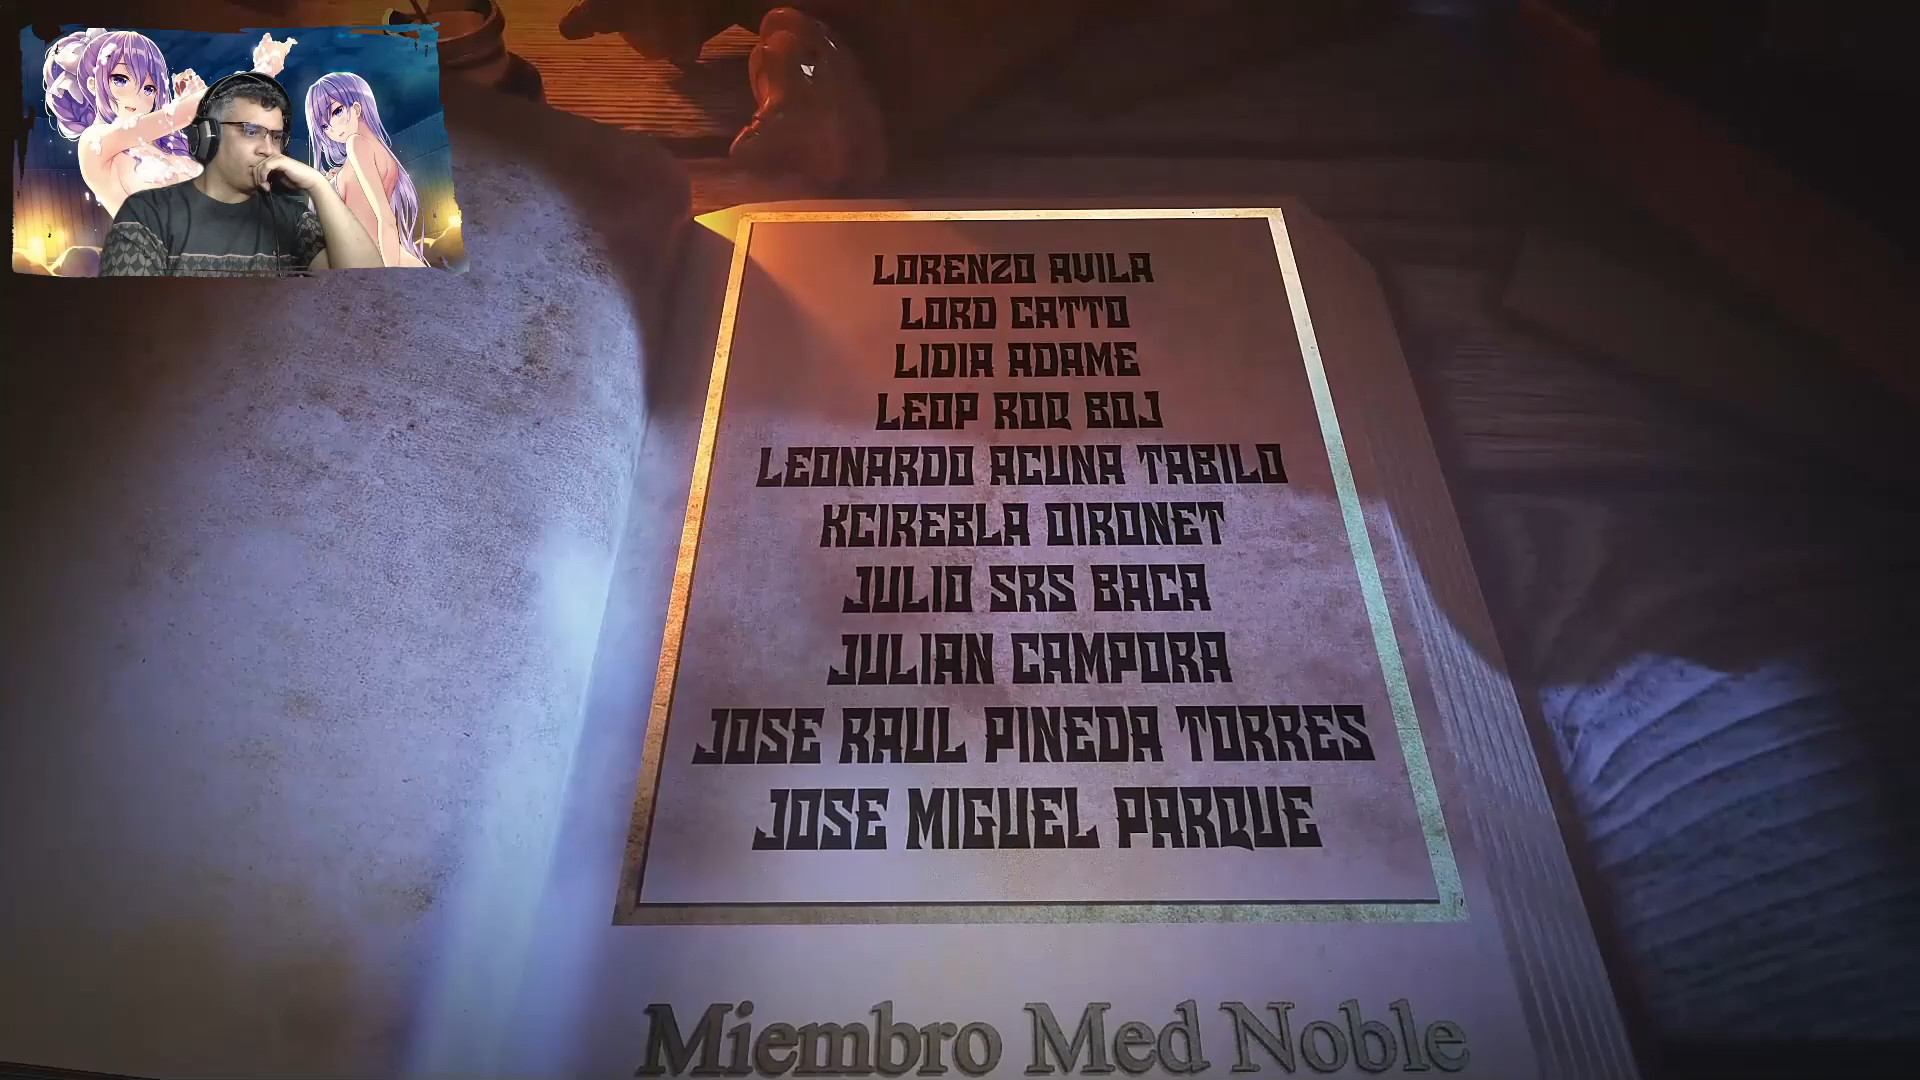 LORENZO AVILA
LORD CATTO
LIDIA ADAME
LEOP ROQ BOJ
LEONARDO ACUNA TABILO
KCIREBLA OIRONET
JULIO SRS BACA
JULIAN CAMPORA
JOSE RAUL PINEDA TORRES
JOSE MIGUEL PARQUE
Miembro Med Noble